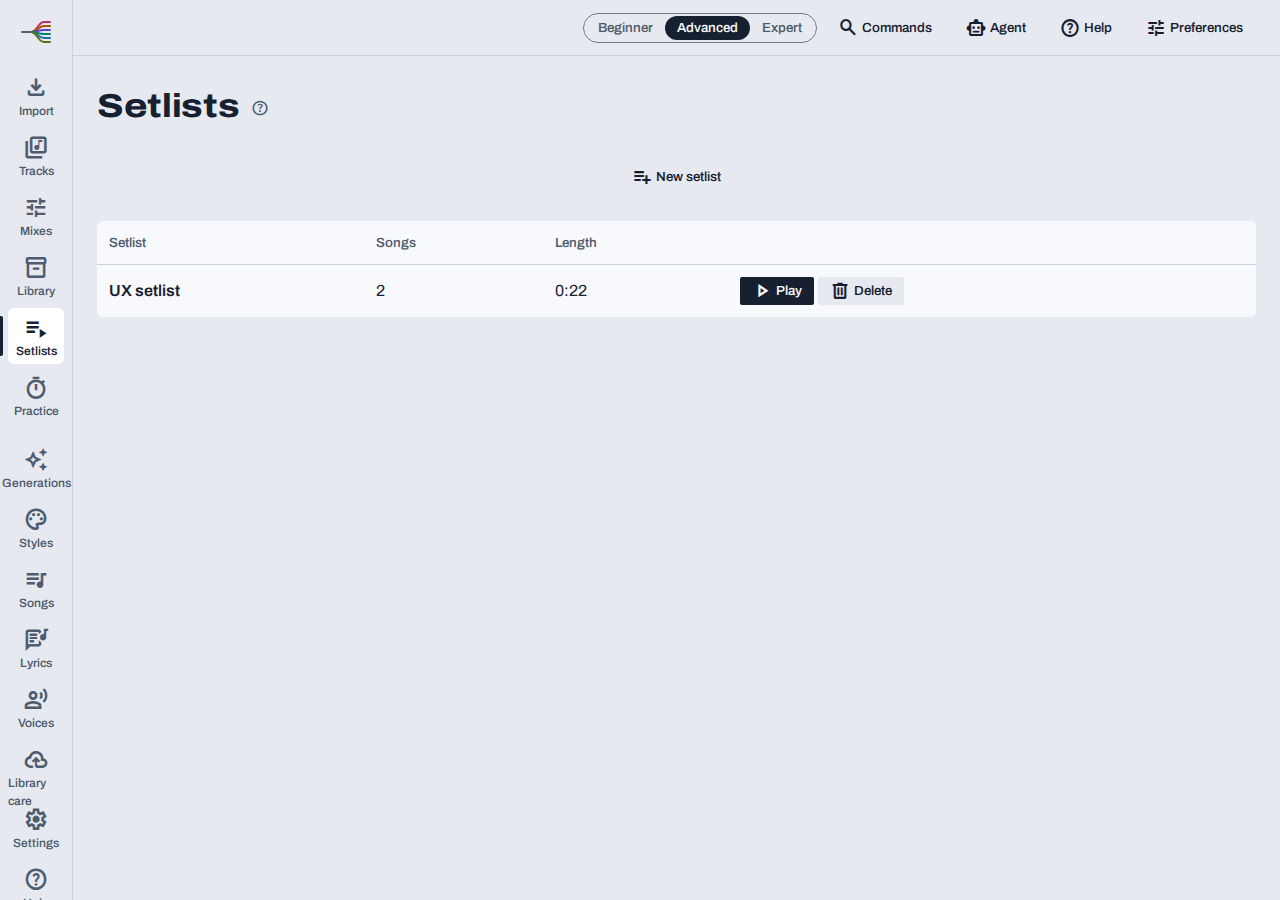 Beginner Advanced Expert Commands Agent Help Preferences
Import
Tracks
Mixes
Library
Setlists
Practice
Generations
Styles
Songs
Lyrics
Voices
Library
care
Settings
Setlists
New setlist
Setlist Songs Length
UX setlist 2 0:22 Play Delete